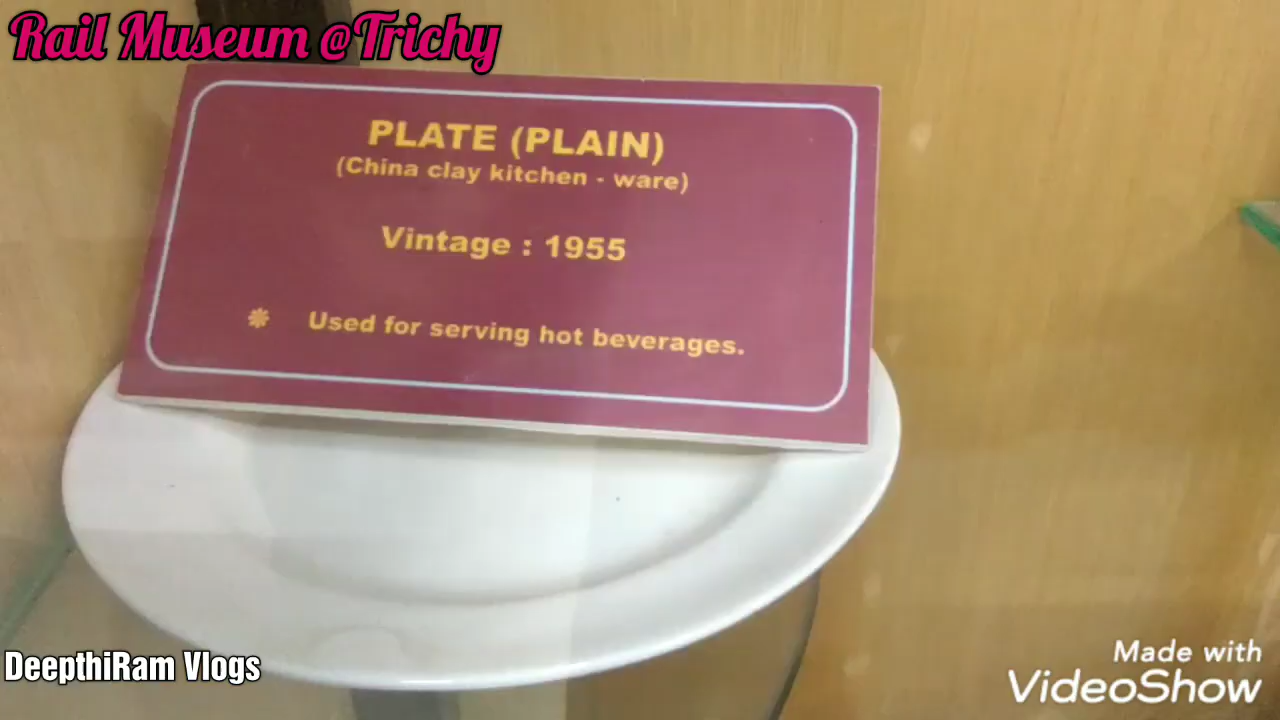 Rail Museum @Trichy
PLATE (PLAIN)
(China clay kitchen - ware)
Vintage : 1955
* Used for serving hot beverages.
DeepthiRam Vlogs
Made with
VideoShow